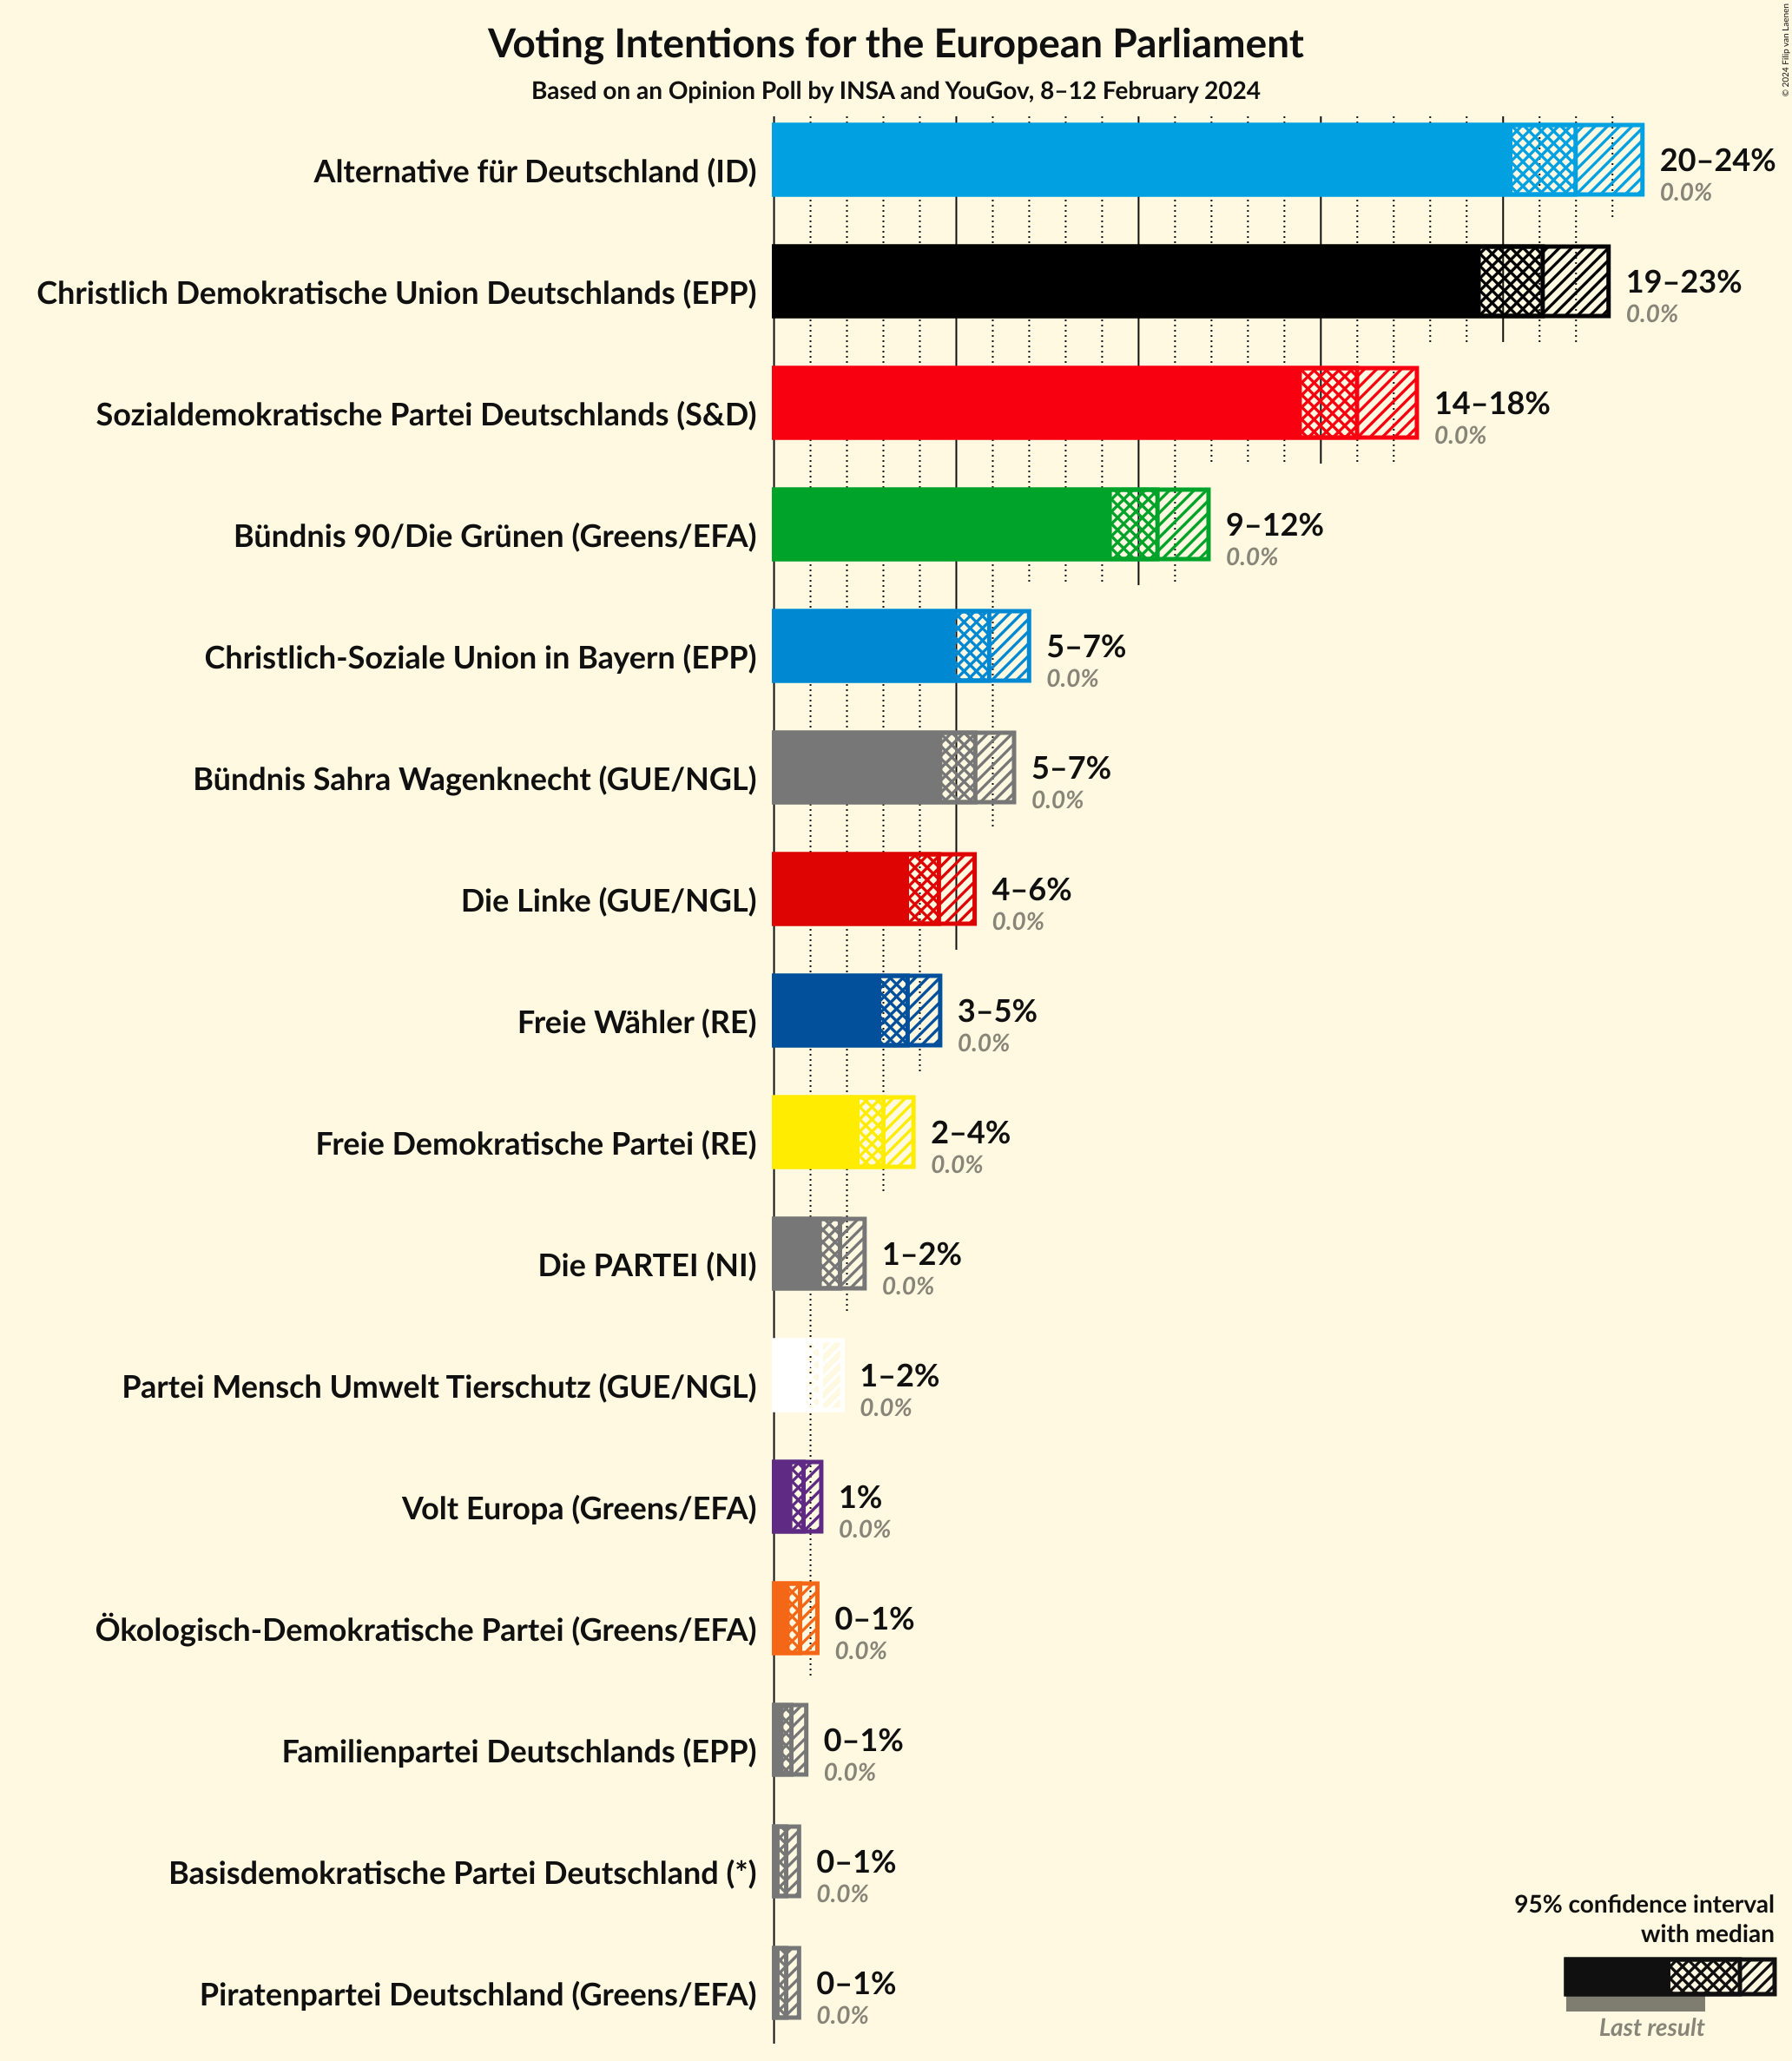 Voting Intentions for the European Parliament
Based on an Opinion Poll by INSA and YouGov, 8–12 February 2024
© 2024 Filip van Laenen
Alternative für Deutschland (ID)
20–24%
0.0%
Christlich Demokratische Union Deutschlands (EPP)
19–23%
0.0%
Sozialdemokratische Partei Deutschlands (S&D)
14–18%
0.0%
Bündnis 90/Die Grünen (Greens/EFA)
9–12%
0.0%
Christlich-Soziale Union in Bayern (EPP)
5–7%
0.0%
Bündnis Sahra Wagenknecht (GUE/NGL)
5–7%
0.0%
Die Linke (GUE/NGL)
4–6%
0.0%
Freie Wähler (RE)
3–5%
0.0%
Freie Demokratische Partei (RE)
2–4%
0.0%
Die PARTEI (NI)
1–2%
0.0%
Partei Mensch Umwelt Tierschutz (GUE/NGL)
1–2%
0.0%
Volt Europa (Greens/EFA)
1%
0.0%
Ökologisch-Demokratische Partei (Greens/EFA)
0–1%
0.0%
Familienpartei Deutschlands (EPP)
0–1%
0.0%
Basisdemokratische Partei Deutschland (*)
0–1%
0.0%
Piratenpartei Deutschland (Greens/EFA)
0–1%
0.0%
95% confidence interval
with median
Last result